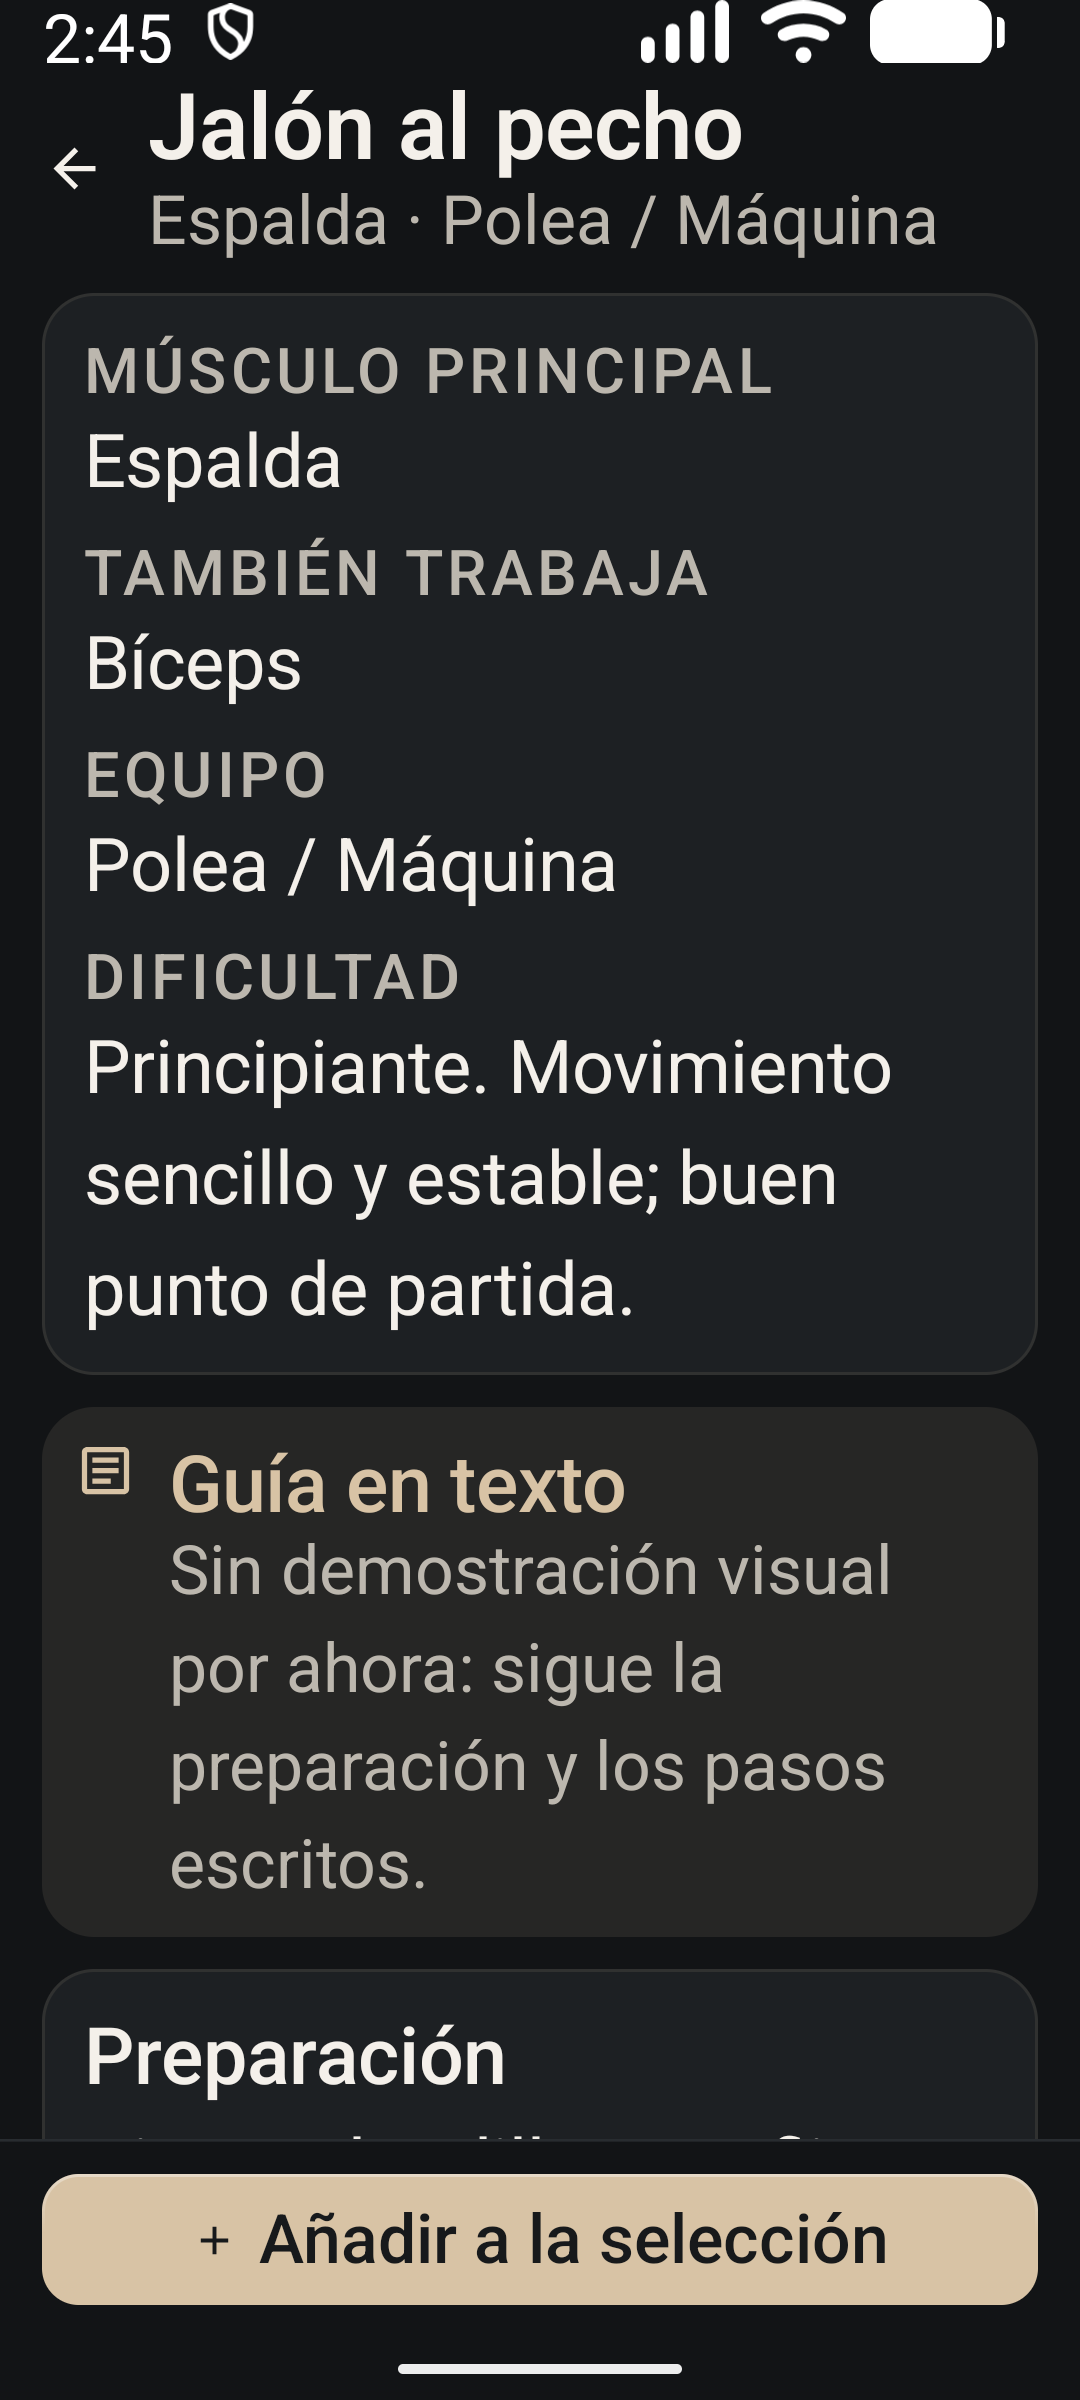 2:45
Jalón al pecho
Espalda · Polea / Máquina
MÚSCULO PRINCIPAL
Espalda
TAMBIÉN TRABAJA
Bíceps
EQUIPO
Polea / Máquina
DIFICULTAD
Principiante. Movimiento
sencillo y estable; buen
punto de partida.
Guía en texto
Sin demostración visual
por ahora: sigue la
preparación y los pasos
escritos.
Preparación
+ Añadir a la selección